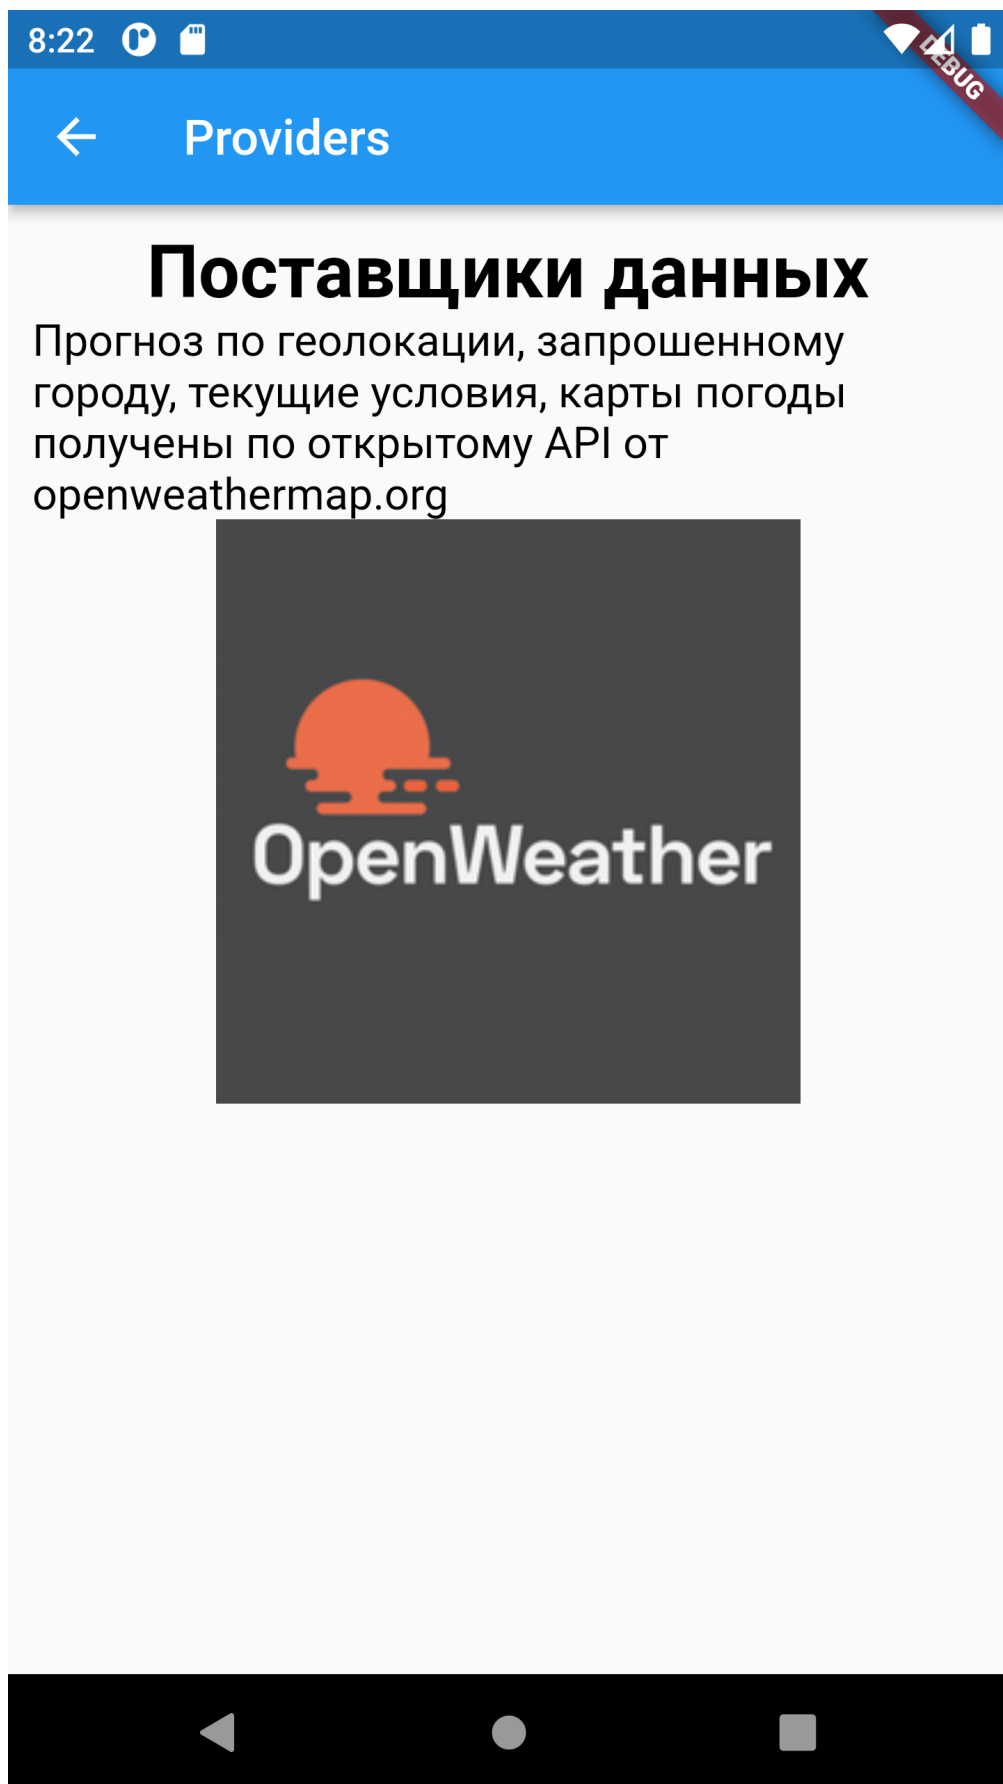 8:22
DEBUG
Providers
Поставщики данных
Прогноз по геолокации, запрошенному
городу, текущие условия, карты погоды
получены по открытому API от
openweathermap.org
OpenWeather